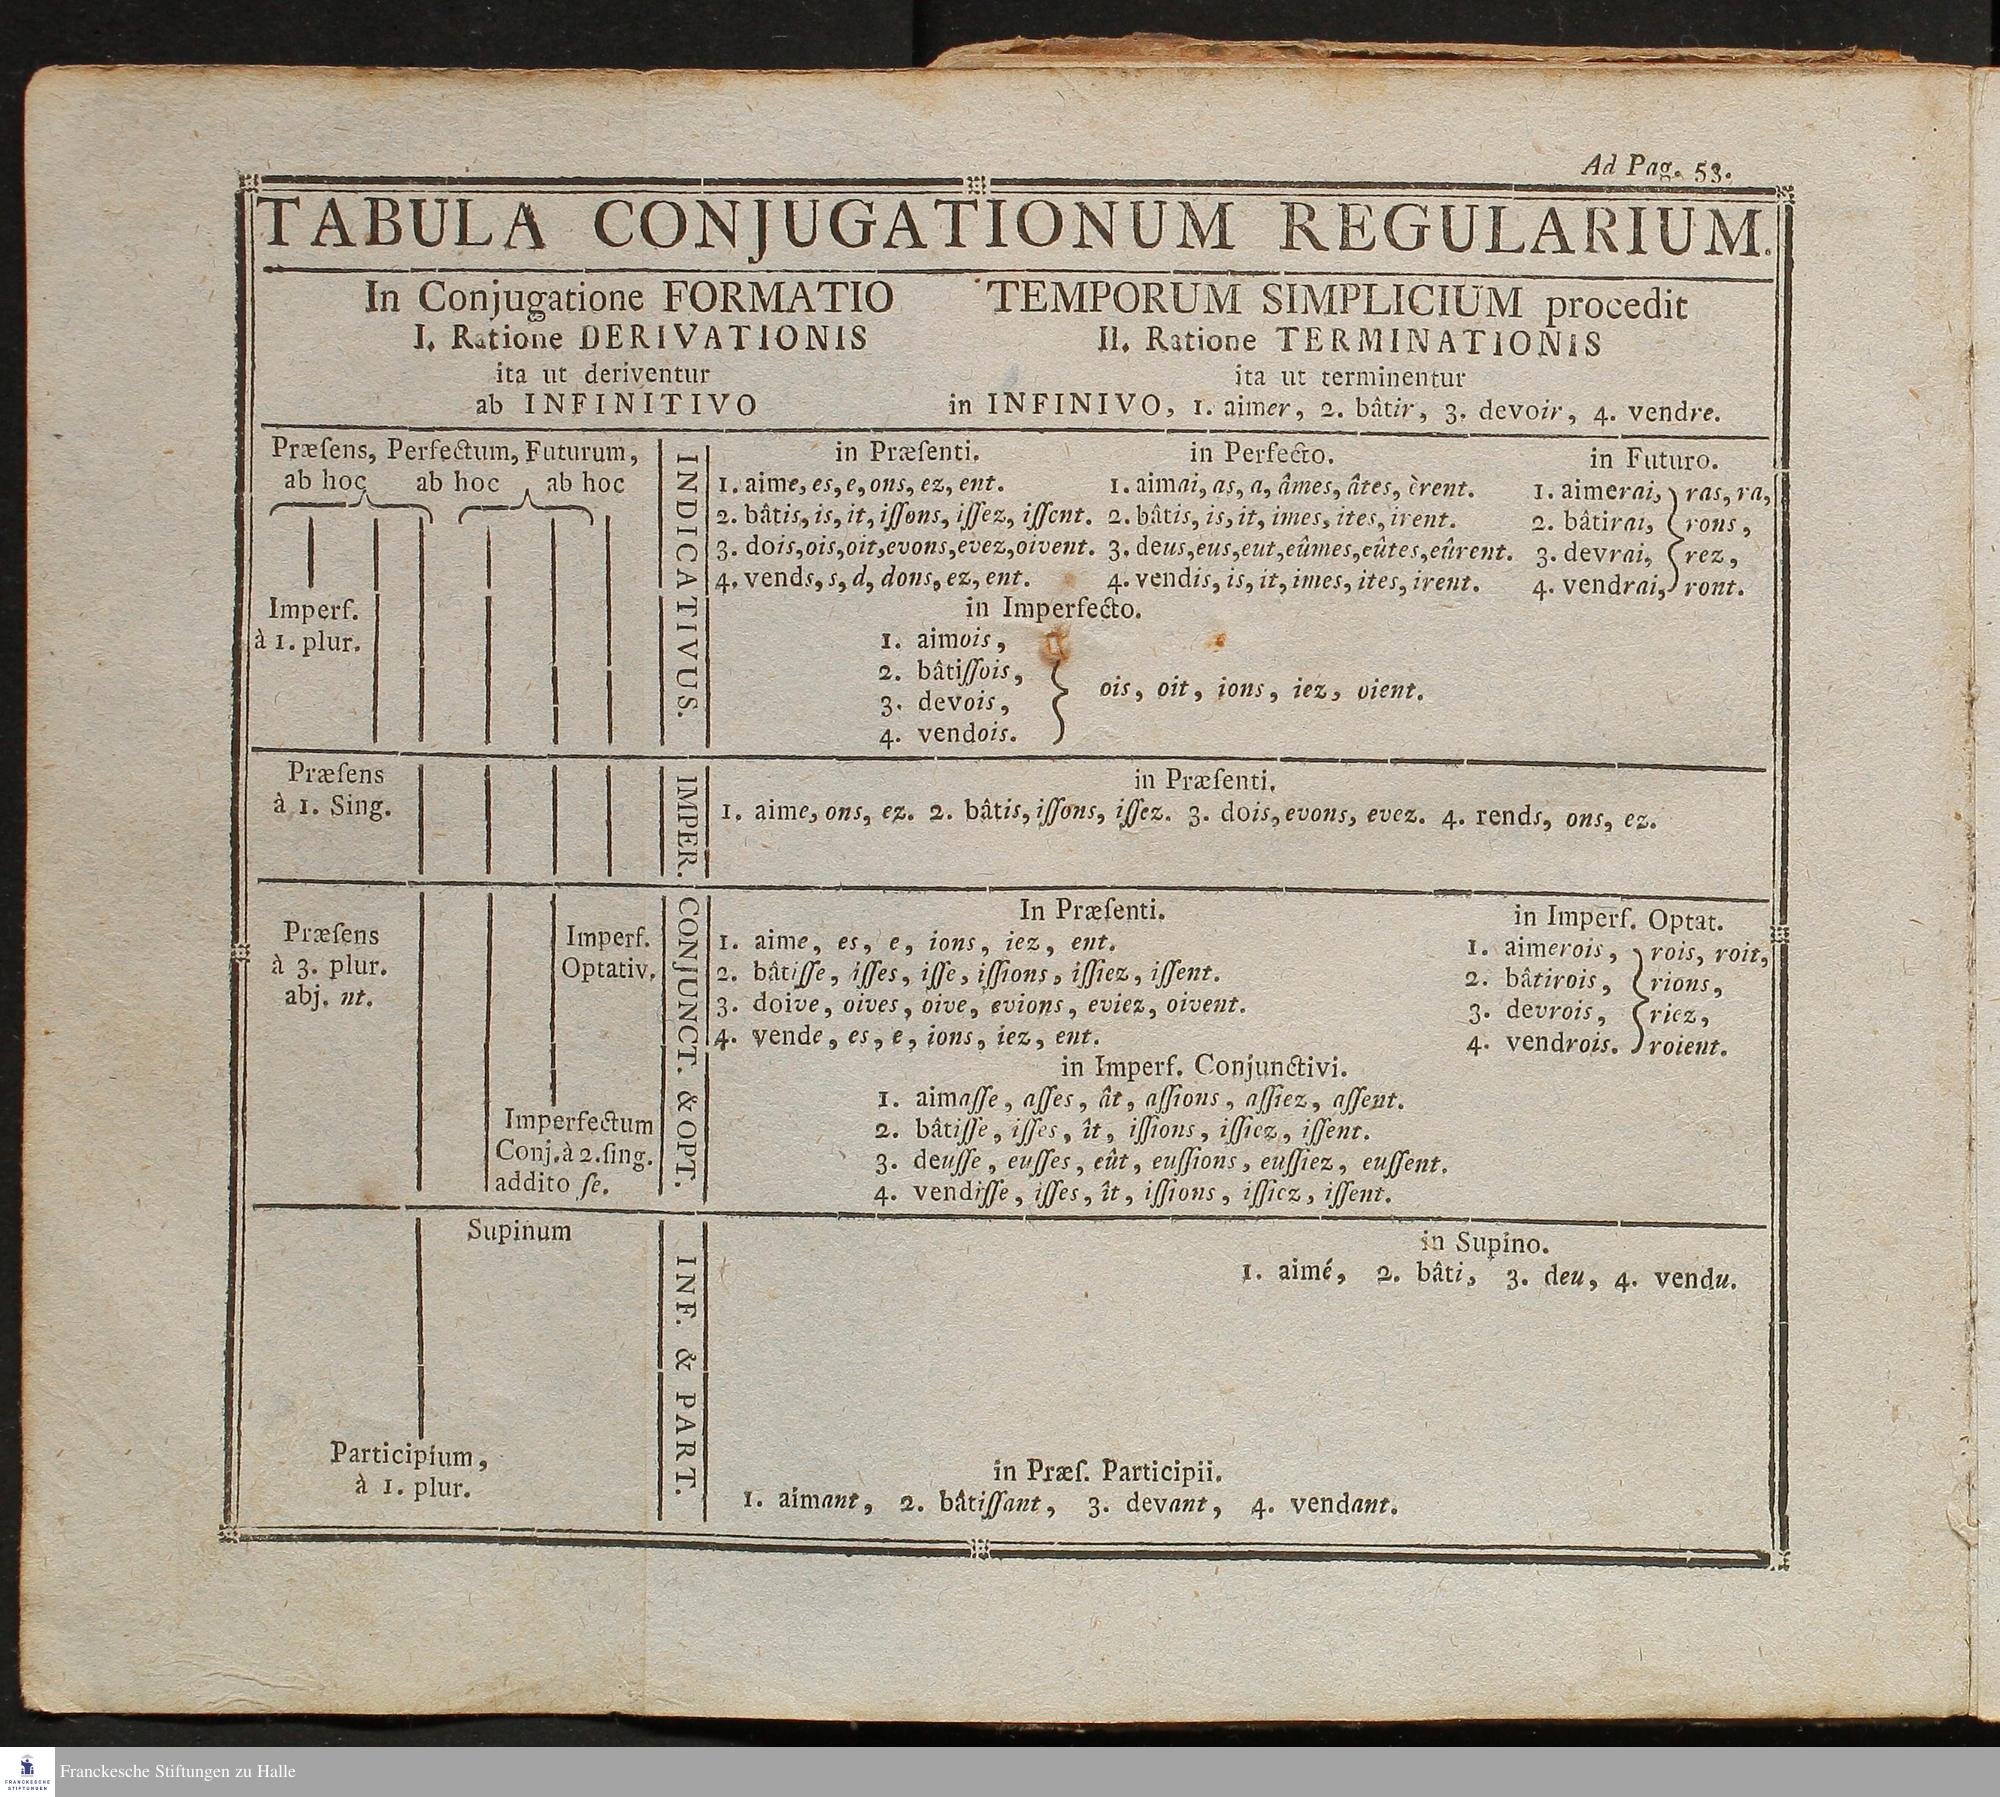 Ad Pag. 53.
TABULA CONJUGATIONUM REGULARIUM.
In Conjugatione FORMATIO TEMPORUM SIMPLICIUM procedit
I. Ratione DERIVATIONIS
ita ut deriventur
ab INFINITIVO
II. Ratione TERMINATIONIS
ita ut terminentur
in INFINIVO, 1. aimer, 2. bâtir, 3. devoir, 4. vendre.
Præſens, Perfectum, Futurum,
ab hoc ab hoc ab hoc
Imperf.
à 1. plur.
INDICATIVUS.
in Præſenti.
1. aime, es, e, ons, ez, ent.
2. bâtis, is, it, iſſons, iſſez, iſſent.
3. dois, ois, oit, evons, evez, oivent.
4. vends, s, d, dons, ez, ent.
in Perfecto.
1. aimai, as, a, âmes, âtes, èrent.
2. bâtis, is, it, imes, ites, irent.
3. deus, eus, eut, eûmes, eûtes, eûrent.
4. vendis, is, it, imes, ites, irent.
in Futuro.
1. aimerai, ras, ra,
2. bâtirai, rons,
3. devrai, rez,
4. vendrai, ront.
in Imperfecto.
1. aimois,
2. bâtiſſois,
3. devois,
4. vendois.
ois, oit, ions, iez, oient.
Præſens
à 1. Sing.
IMPER.
in Præſenti.
1. aime, ons, ez. 2. bâtis, iſſons, iſſez. 3. dois, evons, evez. 4. rends, ons, ez.
Præſens
à 3. plur.
abj. nt.
Imperf.
Optativ.
Imperfectum
Conj. à 2. ſing.
addito ſe.
CONJUNCT. & OPT.
In Præſenti.
1. aime, es, e, ions, iez, ent.
2. bâtiſſe, iſſes, iſſe, iſſions, iſſiez, iſſent.
3. doive, oives, oive, evions, eviez, oivent.
4. vende, es, e, ions, iez, ent.
in Imperf. Optat.
1. aimerois, rois, roit,
2. bâtirois, rions,
3. devrois, riez,
4. vendrois. roient.
in Imperf. Conjunctivi.
1. aimaſſe, aſſes, ât, aſſions, aſſiez, aſſent.
2. bâtiſſe, iſſes, ît, iſſions, iſſiez, iſſent.
3. deuſſe, euſſes, eût, euſſions, euſſiez, euſſent.
4. vendiſſe, iſſes, ît, iſſions, iſſiez, iſſent.
Supinum
Participium,
à 1. plur.
INF. & PART.
in Supino.
1. aimé, 2. bâti, 3. deu, 4. vendu.
in Præſ. Participii.
1. aimant, 2. bâtiſſant, 3. devant, 4. vendant.
FRANCKESCHE
STIFTUNGEN
Franckesche Stiftungen zu Halle